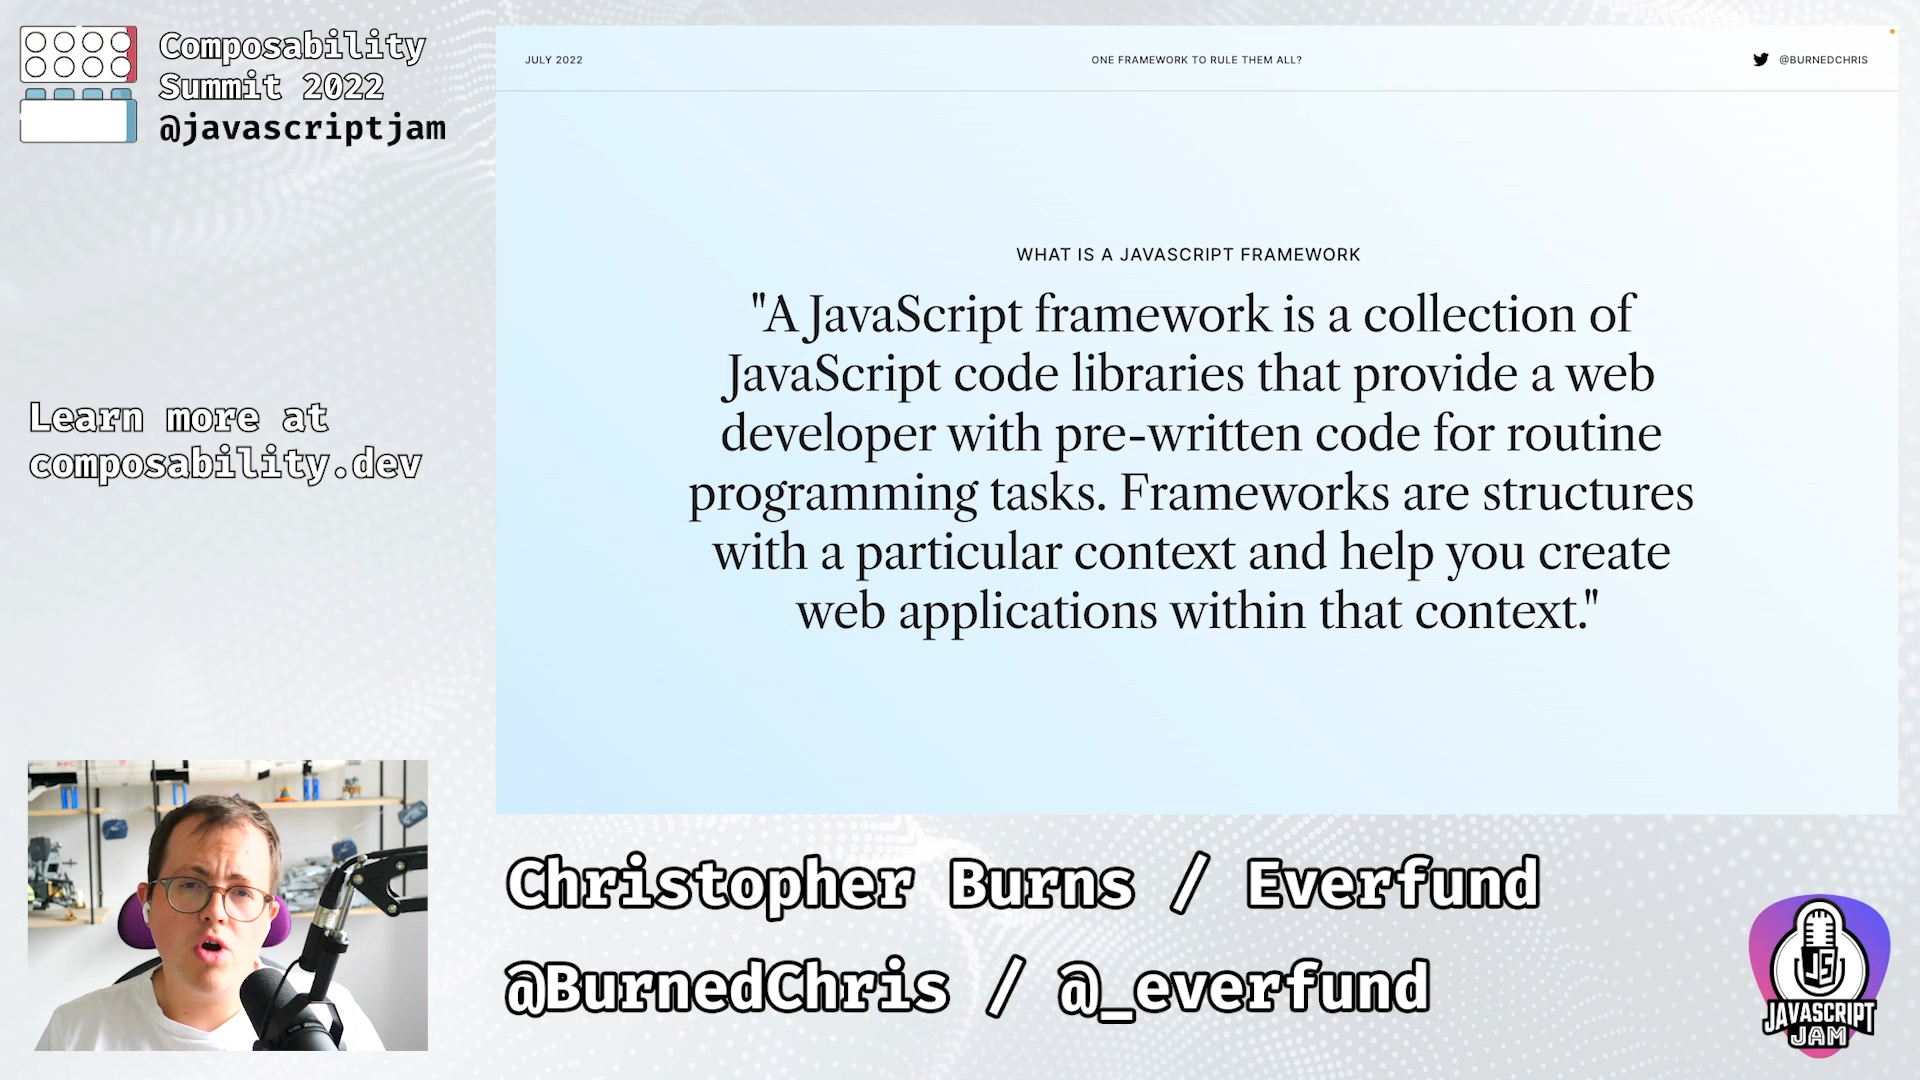 Composability
Summit 2022
@javascriptjam
JULY 2022
ONE FRAMEWORK TO RULE THEM ALL?
@BURNEDCHRIS
WHAT IS A JAVASCRIPT FRAMEWORK
"A JavaScript framework is a collection of
JavaScript code libraries that provide a web
developer with pre-written code for routine
programming tasks. Frameworks are structures
with a particular context and help you create
web applications within that context."
Learn more at
composability.dev
Christopher Burns / Everfund
@BurnedChris / @_everfund
JS
JAVASCRIPT
JAM